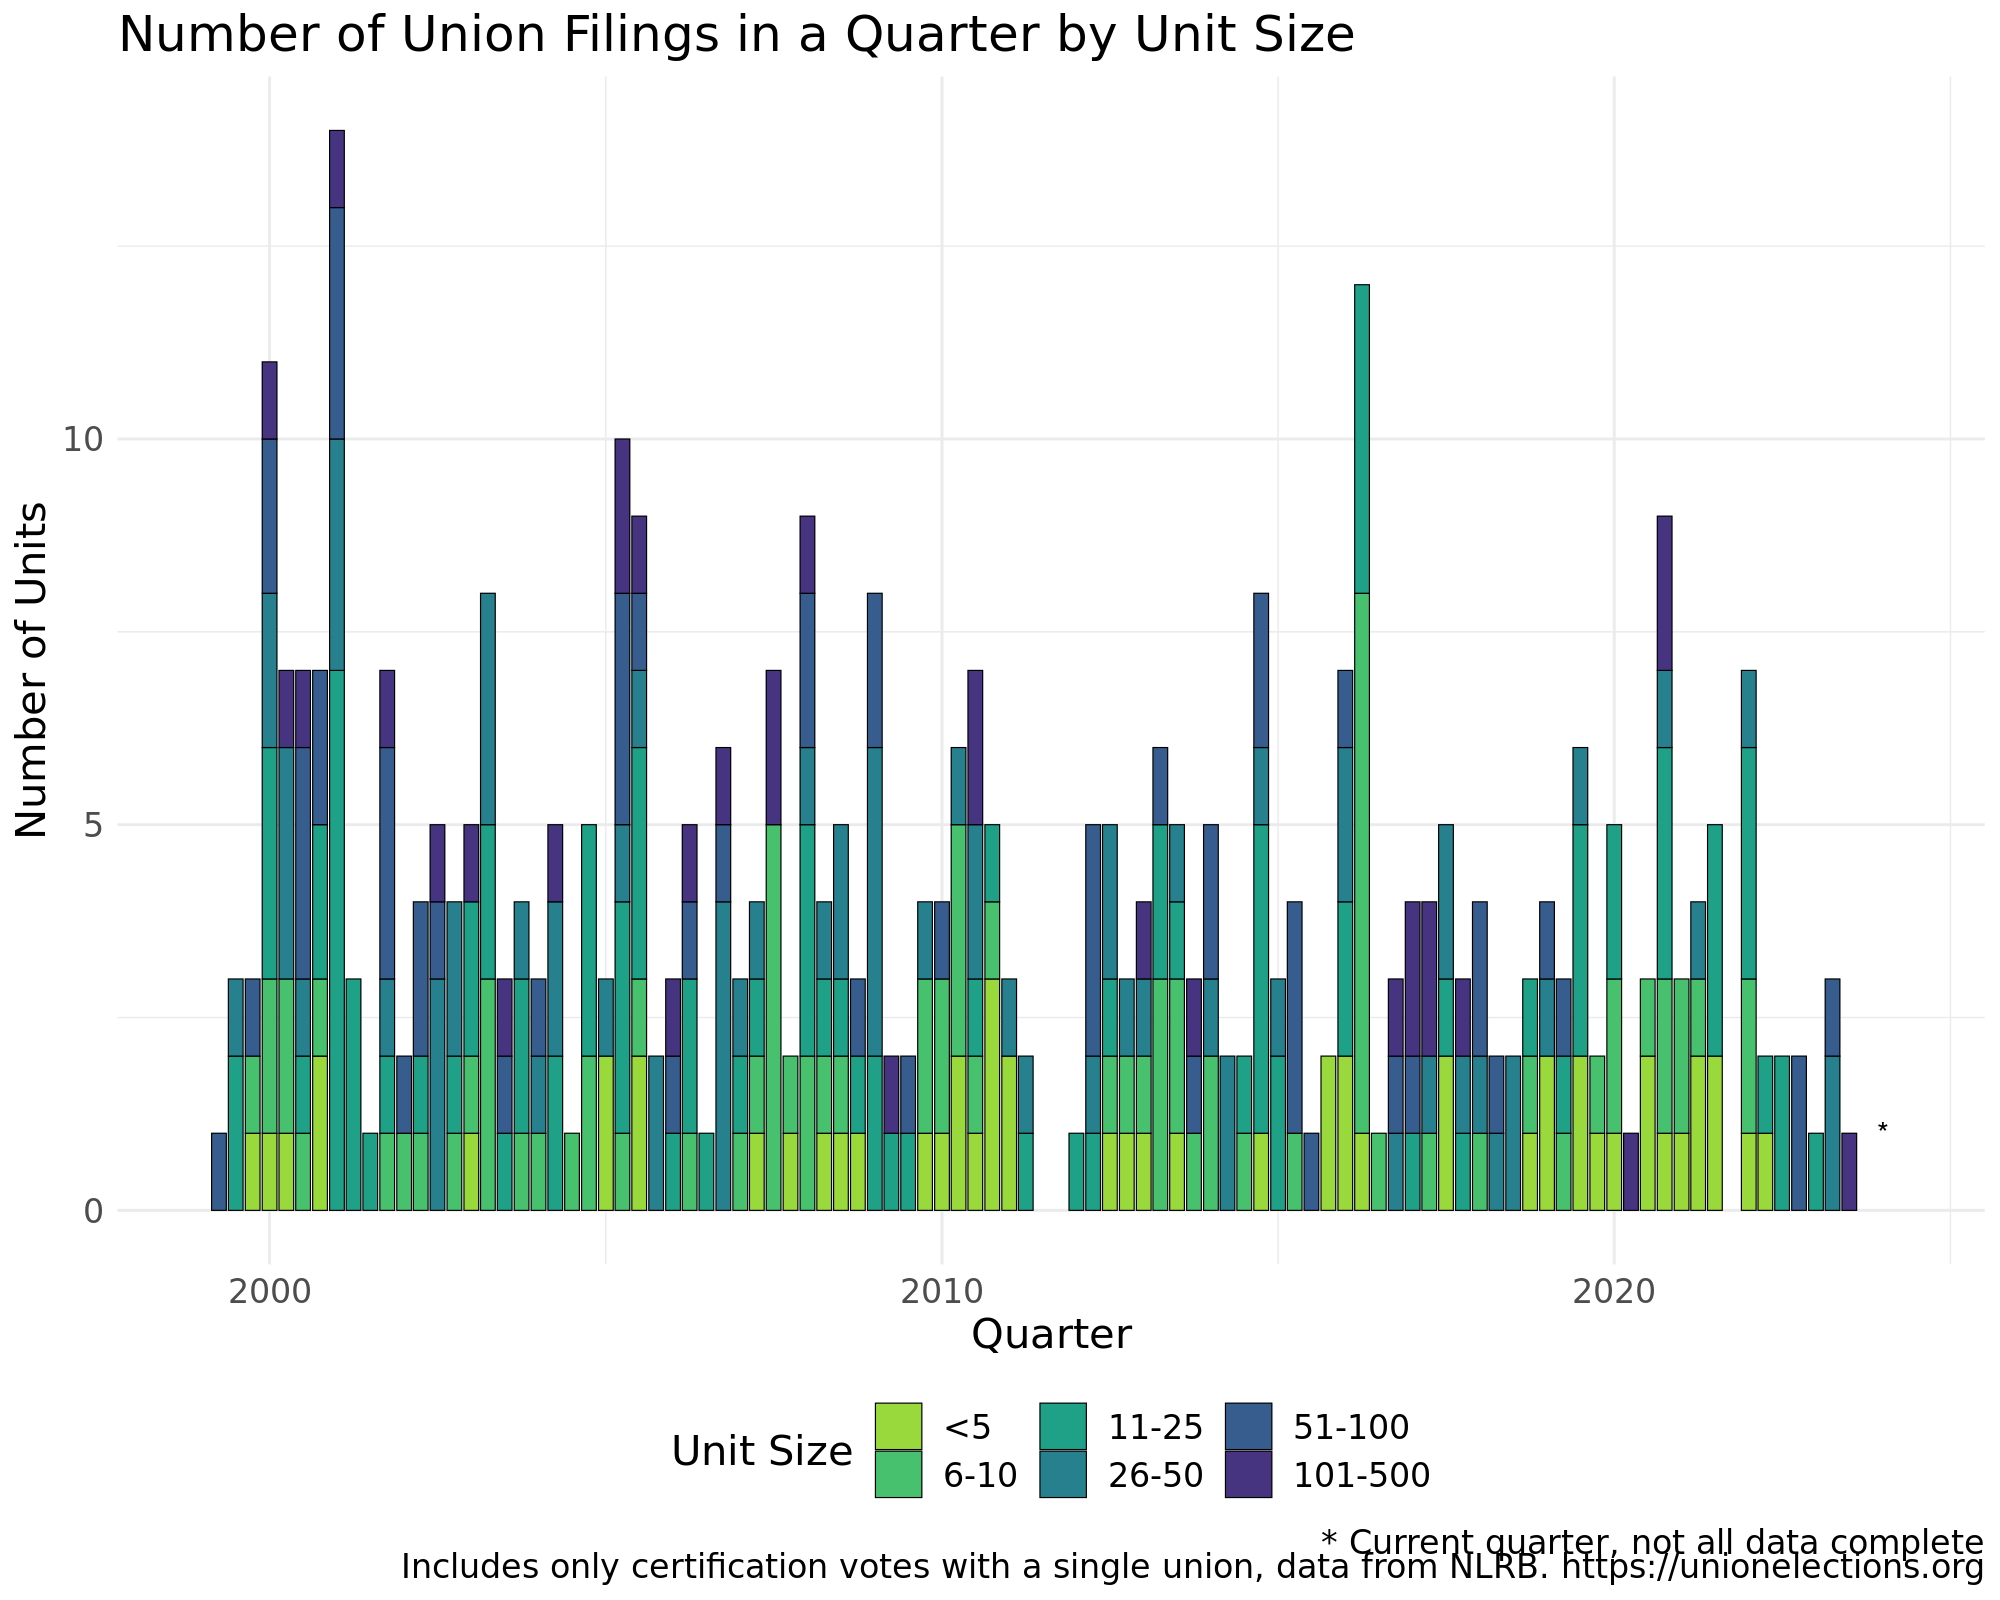 Number of Union Filings in a Quarter by Unit Size
Number of Units
10
5
0
*
2000 2010 2020
Quarter
Unit Size
<5 11-25 51-100
6-10 26-50 101-500
* Current quarter, not all data complete
Includes only certification votes with a single union, data from NLRB. https://unionelections.org